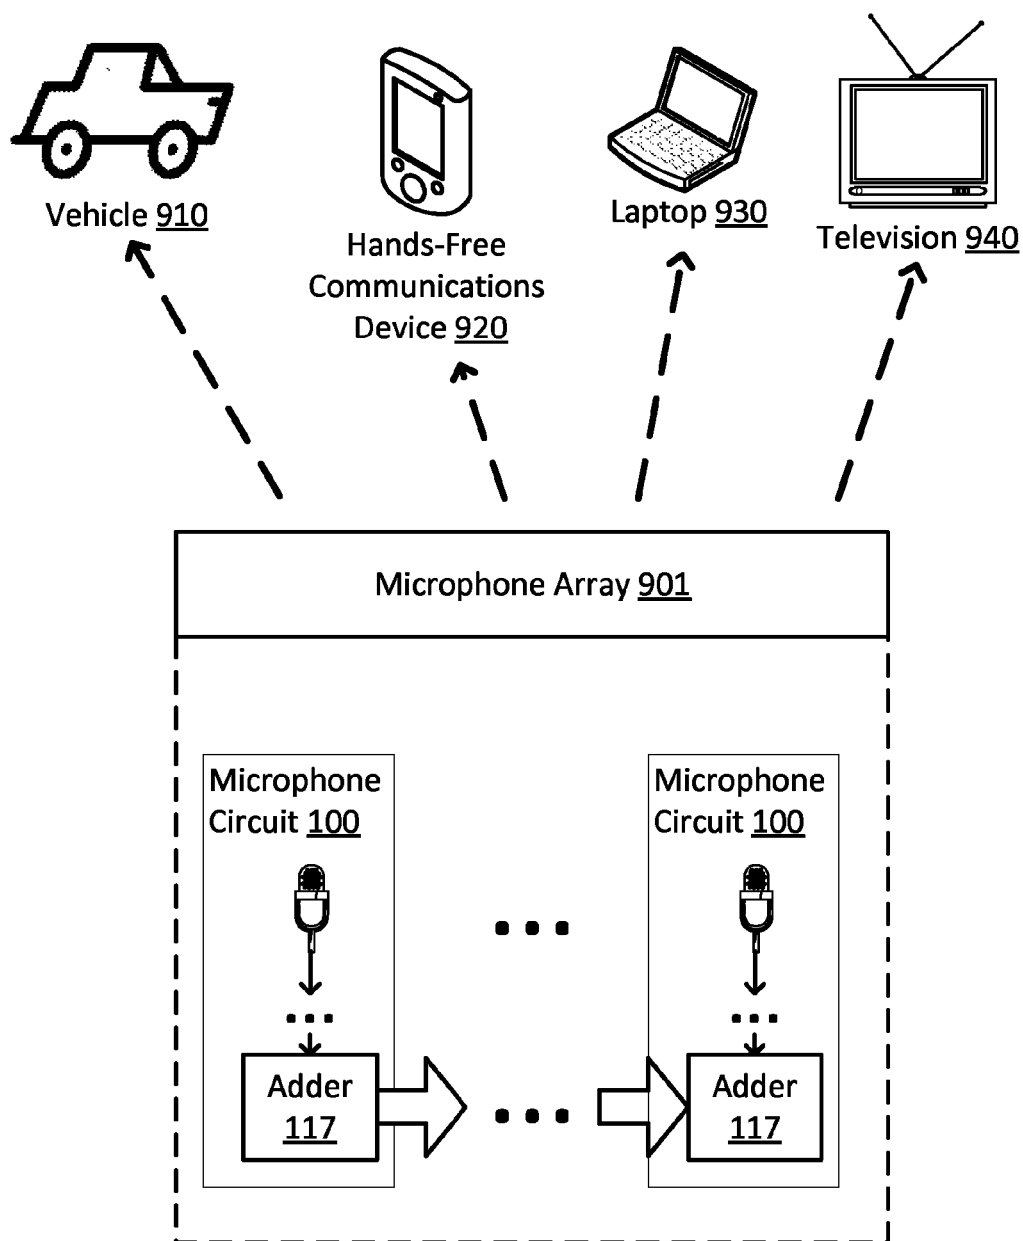 Vehicle 910
Hands-Free
Communications
Device 920
Laptop 930
Television 940
Microphone Array 901
Microphone
Circuit 100
Microphone
Circuit 100
Adder
117
Adder
117